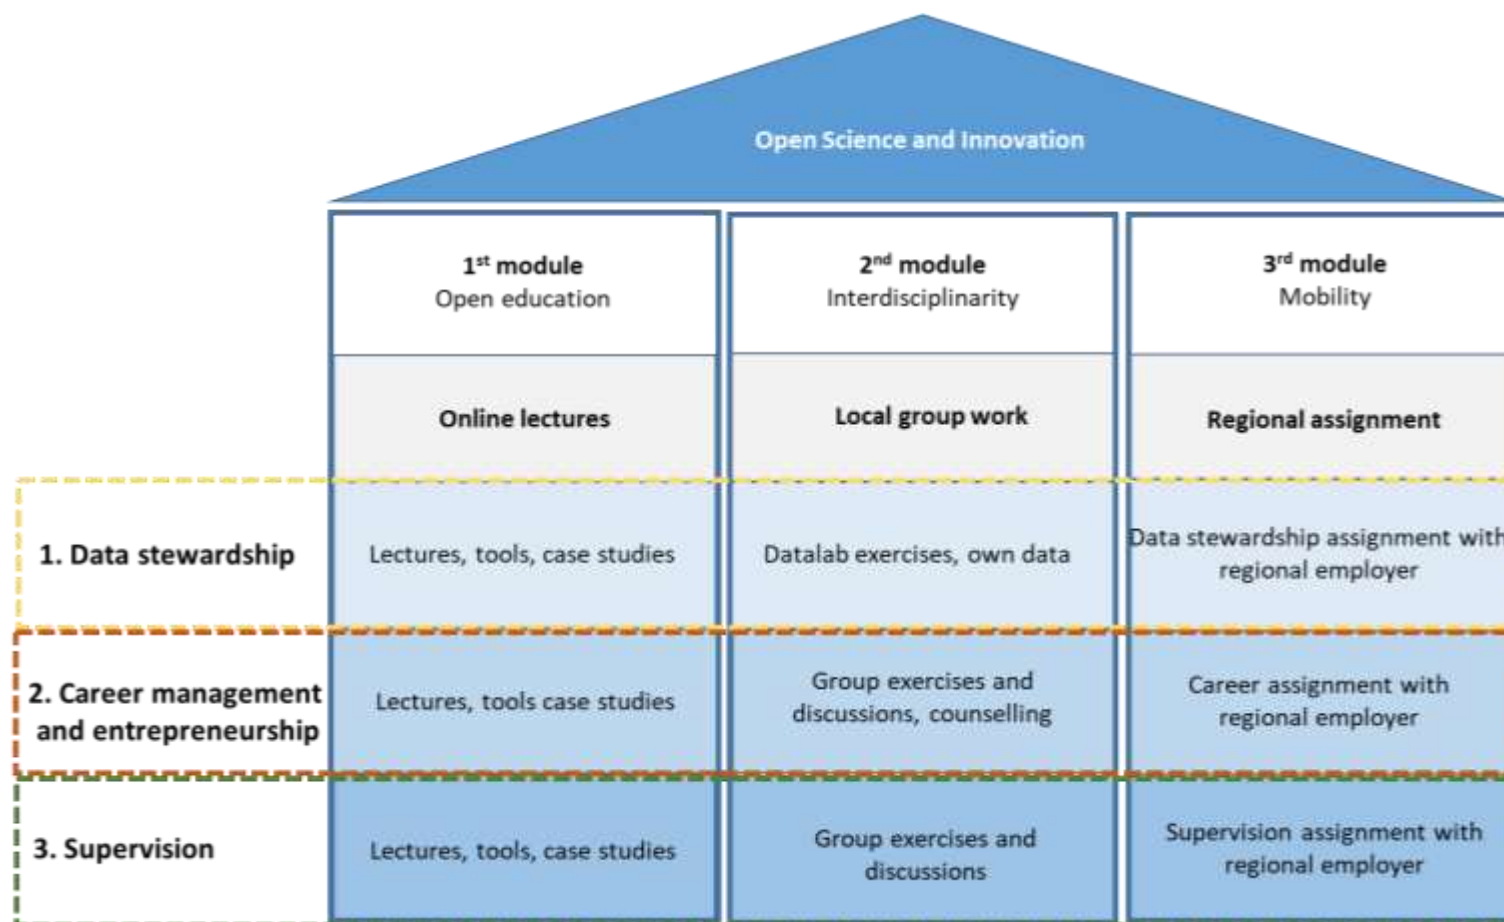 Open Science and Innovation
1st module
Open education
2nd module
Interdisciplinarity
3rd module
Mobility
Online lectures
Local group work
Regional assignment
1. Data stewardship
Lectures, tools, case studies
Datalab exercises, own data
Data stewardship assignment with
regional employer
2. Career management
and entrepreneurship
Lectures, tools case studies
Group exercises and
discussions, counselling
Career assignment with
regional employer
3. Supervision
Lectures, tools, case studies
Group exercises and
discussions
Supervision assignment with
regional employer